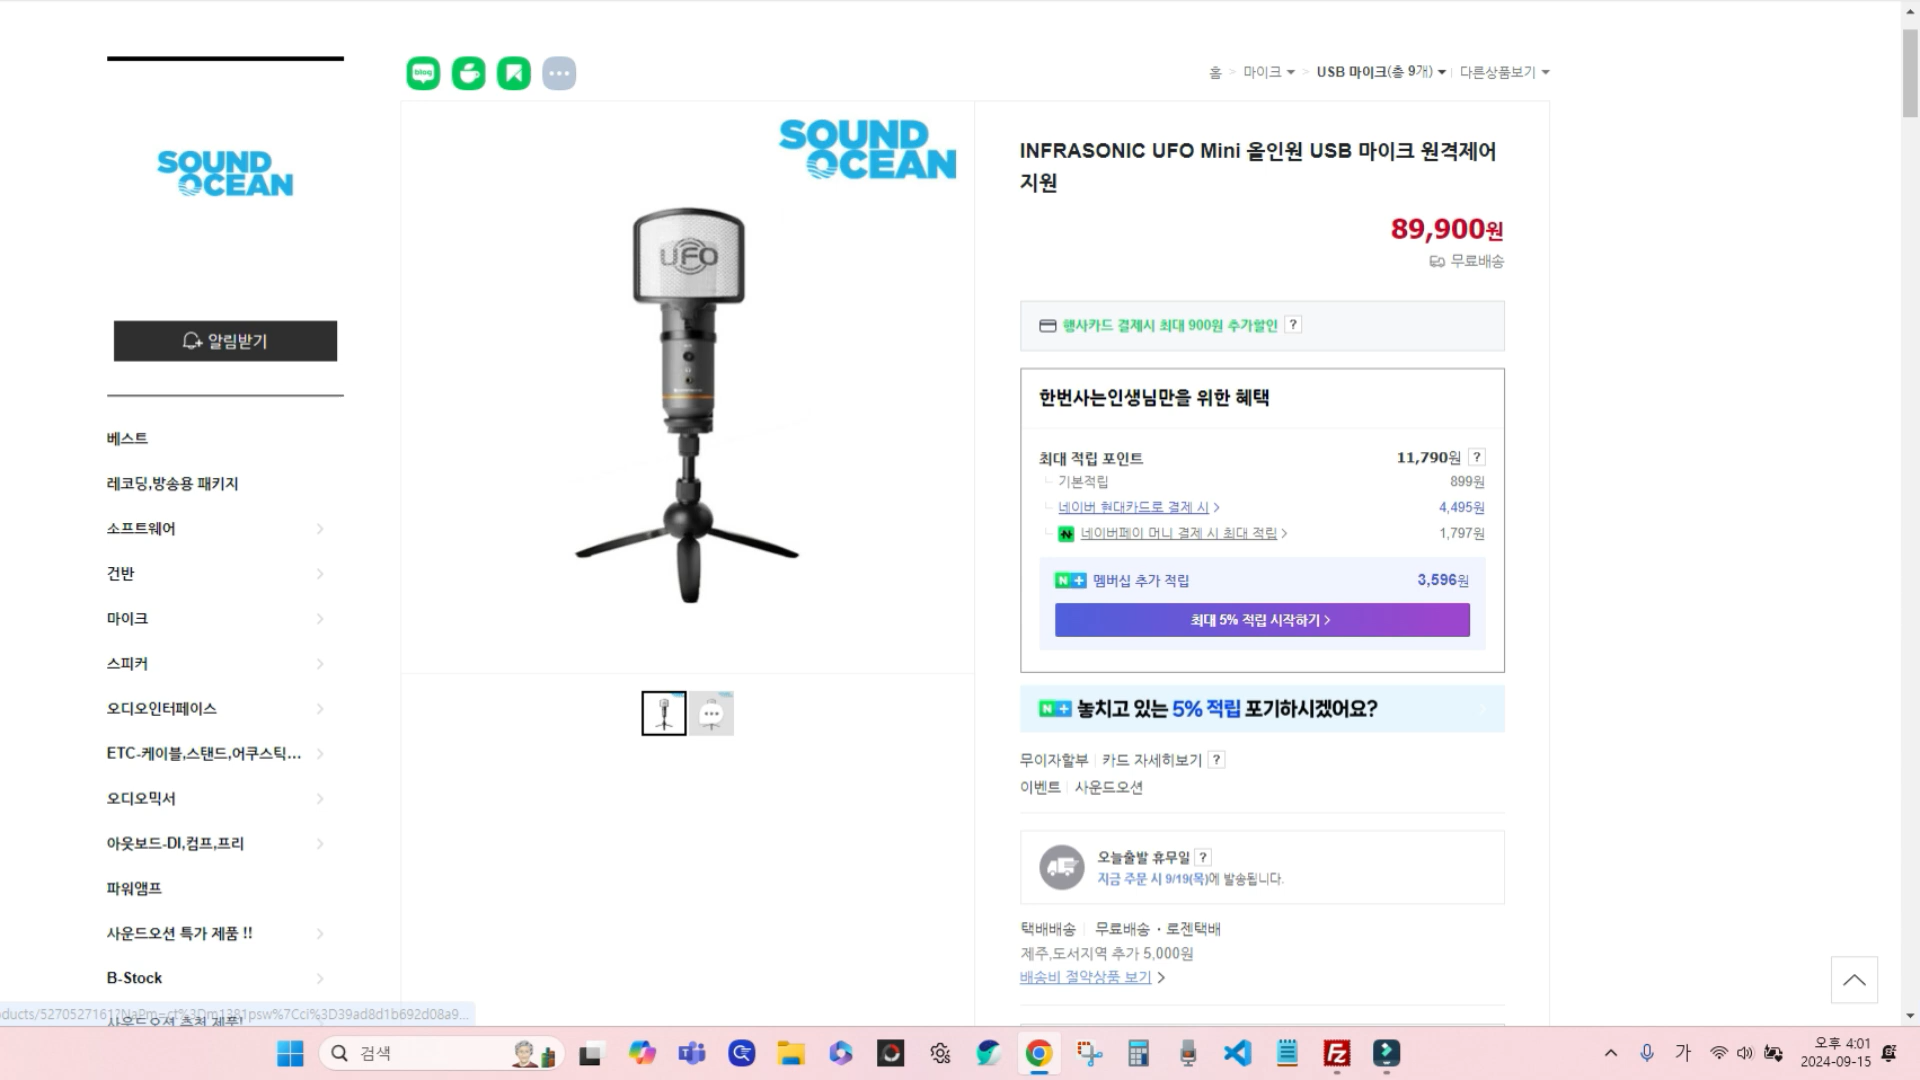 SOUND
OCEAN
알림받기
베스트
레코딩,방송용 패키지
소프트웨어
건반
마이크
스피커
오디오인터페이스
ETC-케이블,스탠드,어쿠스틱...
오디오믹서
아웃보드-DI,컴프,프리
파워앰프
사운드오션 특가 제품 !!
B-Stock
사운드오션 추천 제품!
blog
홈 > 마이크 > USB 마이크(총 9개) 다른상품보기
SOUND
OCEAN
UFO
INFRASONIC UFO Mini 올인원 USB 마이크 원격제어
지원
89,900원
무료배송
행사카드 결제시 최대 900원 추가할인 ?
한번사는인생님만을 위한 혜택
최대 적립 포인트 11,790원 ?
기본적립 899원
네이버 현대카드로 결제 시 > 4,495원
네이버페이 머니 결제 시 최대 적립 > 1,797원
N+ 멤버십 추가 적립 3,596원
최대 5% 적립 시작하기 >
N+ 놓치고 있는 5% 적립 포기하시겠어요?
무이자할부 카드 자세히보기 ?
이벤트 사운드오션
오늘출발 휴무일 ?
지금 주문 시 9/19(목)에 발송됩니다.
택배배송 무료배송 · 로젠택배
제주,도서지역 추가 5,000원
배송비 절약상품 보기 >
검색
가
오후 4:01
2024-09-15